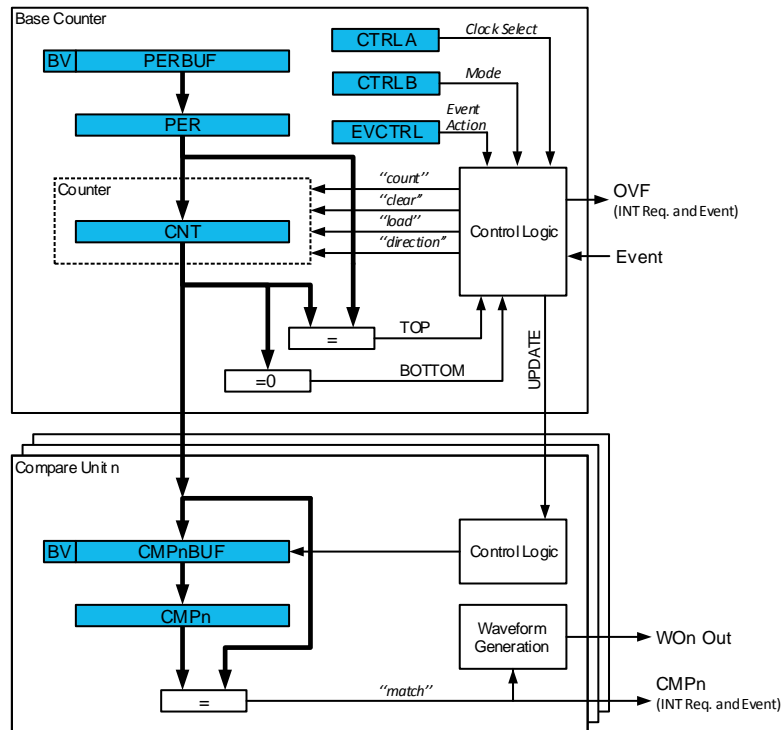 Base Counter
CTRLA
Clock Select
BV
PERBUF
CTRLB
Mode
PER
EVCTRL
Event
Action
Counter
CNT
"count"
"clear"
"load"
"direction"
Control Logic
OVF
(INT Req. and Event)
Event
=
TOP
=0
BOTTOM
UPDATE
Compare Unit n
BV
CMPnBUF
Control Logic
CMPn
Waveform
Generation
WOn Out
=
"match"
CMPn
(INT Req. and Event)